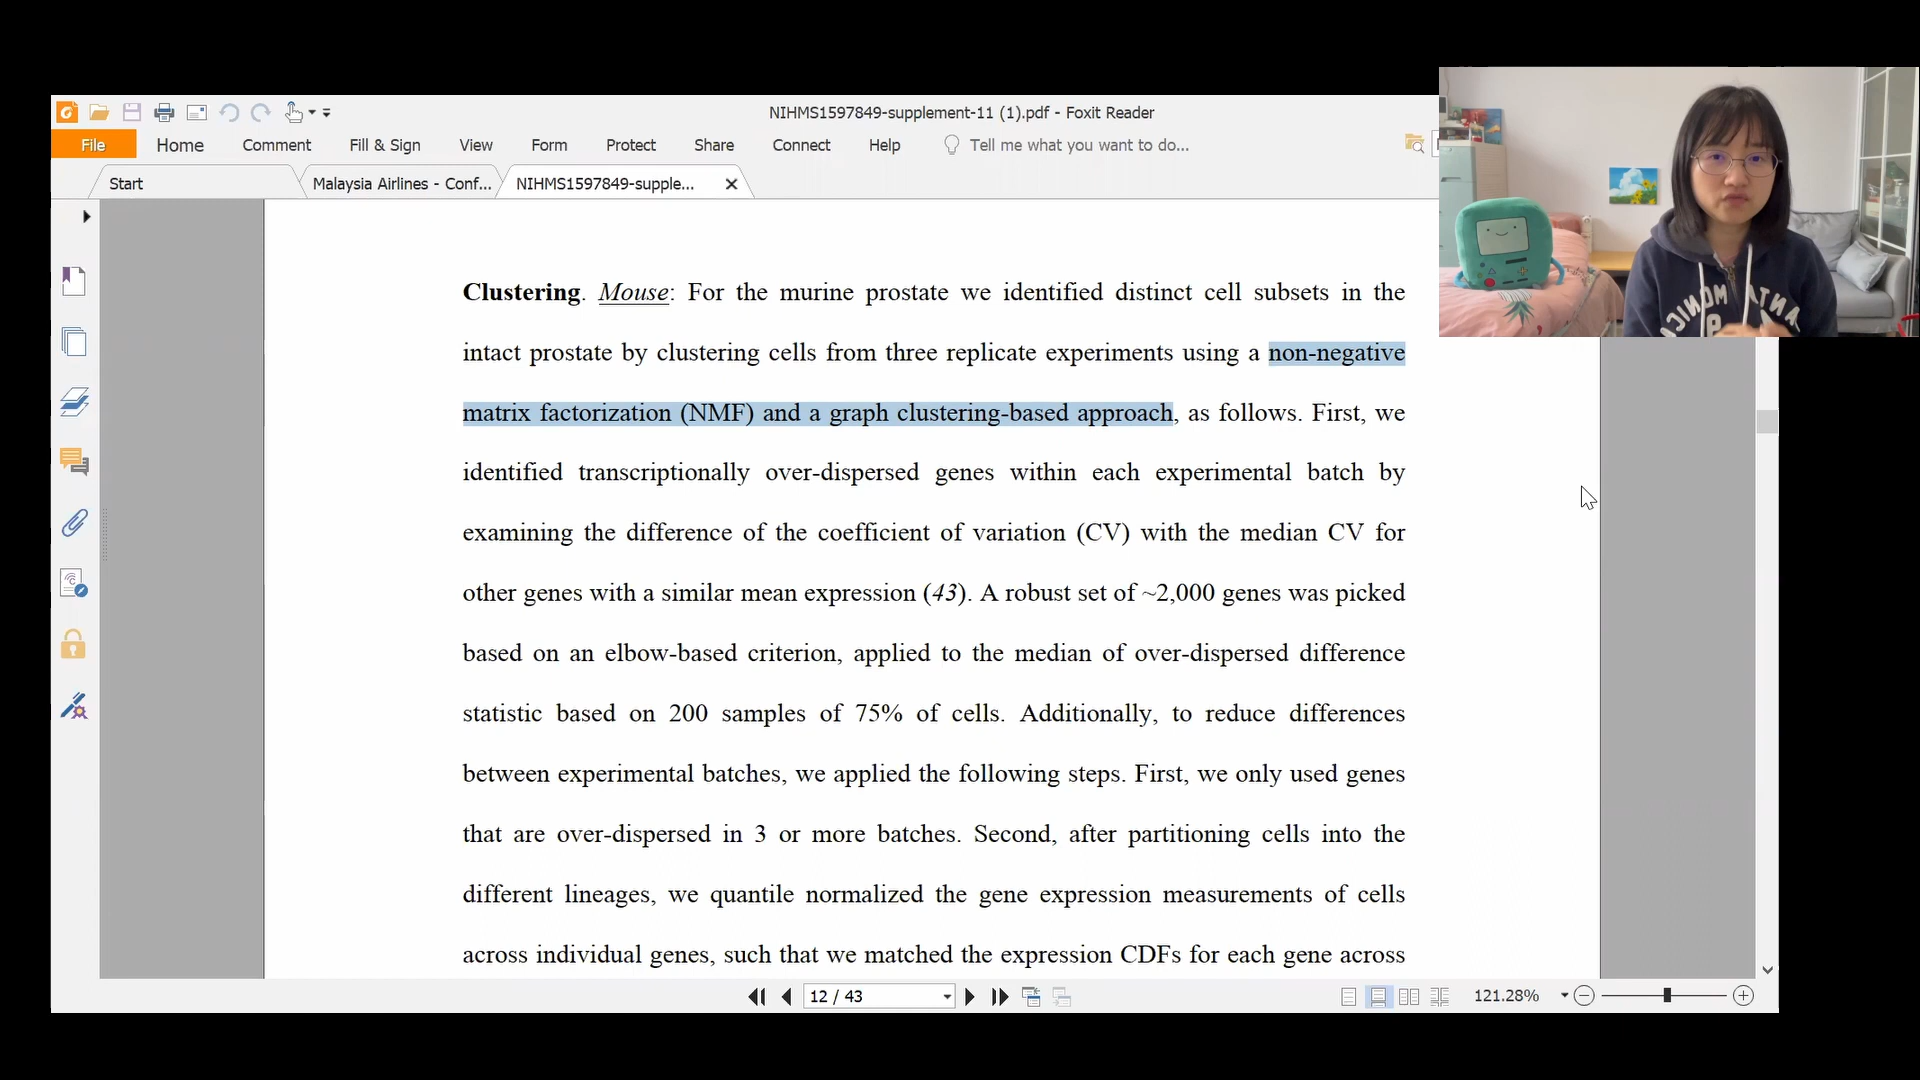 NIHMS1597849-supplement-11 (1).pdf - Foxit Reader
File Home Comment Fill & Sign View Form Protect Share Connect Help Tell me what you want to do...
Start Malaysia Airlines - Conf... NIHMS1597849-supple...
Clustering. Mouse: For the murine prostate we identified distinct cell subsets in the
intact prostate by clustering cells from three replicate experiments using a non-negative
matrix factorization (NMF) and a graph clustering-based approach, as follows. First, we
identified transcriptionally over-dispersed genes within each experimental batch by
examining the difference of the coefficient of variation (CV) with the median CV for
other genes with a similar mean expression (43). A robust set of ~2,000 genes was picked
based on an elbow-based criterion, applied to the median of over-dispersed difference
statistic based on 200 samples of 75% of cells. Additionally, to reduce differences
between experimental batches, we applied the following steps. First, we only used genes
that are over-dispersed in 3 or more batches. Second, after partitioning cells into the
different lineages, we quantile normalized the gene expression measurements of cells
across individual genes, such that we matched the expression CDFs for each gene across
12 / 43 121.28%